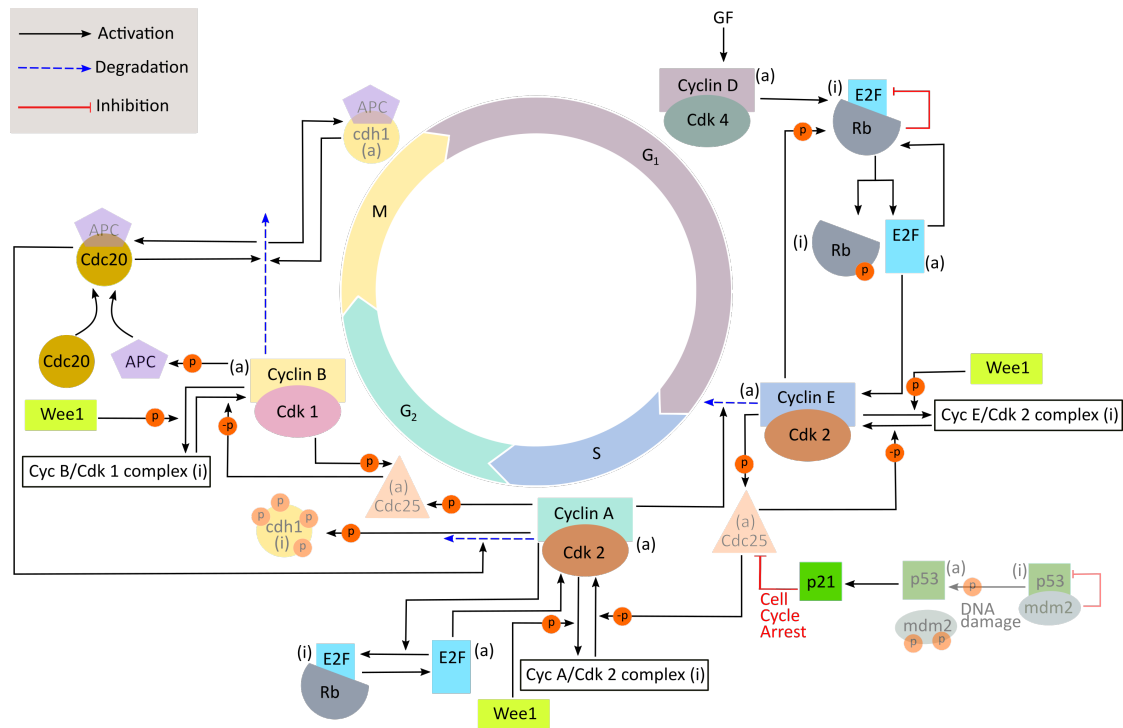 Activation
Degradation
Inhibition
GF
Cyclin D
(a)
Cdk 4
(i)
E2F
Rb
p
APC
cdh1
(a)
G1
M
G2
S
APC
Cdc20
Cdc20
APC
p
(a)
Cyclin B
Cdk 1
Wee1
p
-p
Cyc B/Cdk 1 complex (i)
p
(a)
Cdc25
p
(i)
Rb
p
E2F
(a)
Wee1
p
(a)
Cyclin E
Cdk 2
Cyc E/Cdk 2 complex (i)
-p
p
(a)
Cdc25
p
p
p
p
cdh1
(i)
p
Cyclin A
Cdk 2
(a)
p21
Cell
Cycle
Arrest
p53
(a)
p
DNA
damage
(i)
p53
mdm2
mdm2
p
p
p
-p
(i)
E2F
Rb
E2F
(a)
Cyc A/Cdk 2 complex (i)
Wee1